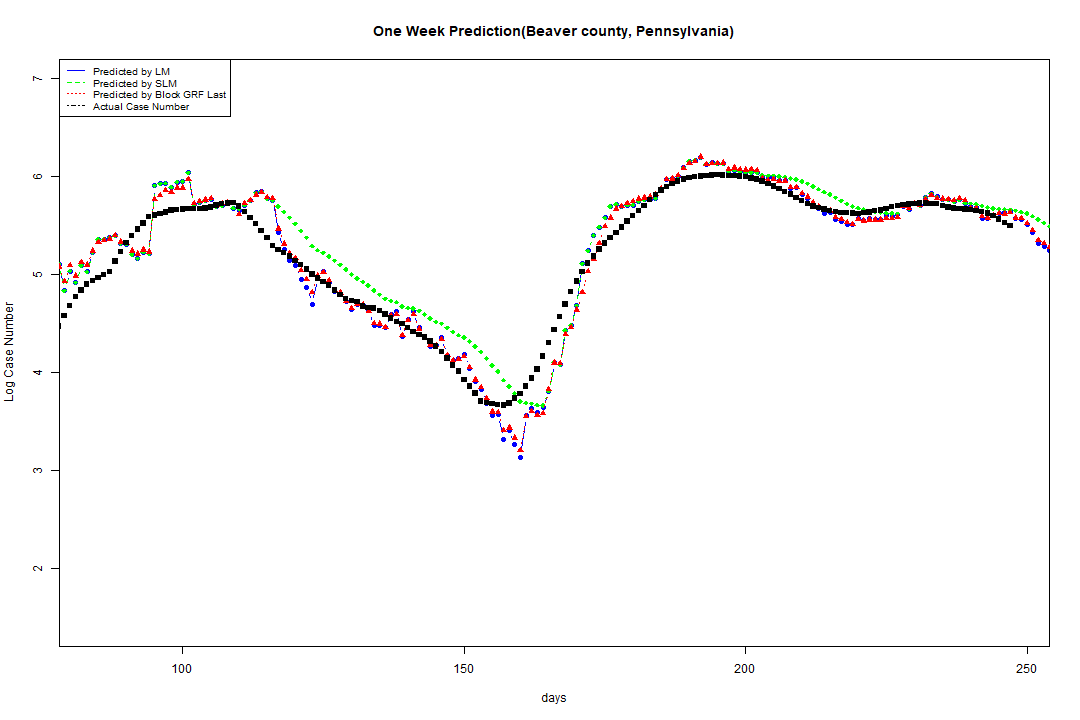 One Week Prediction(Beaver county, Pennsylvania)
Predicted by LM
Predicted by SLM
Predicted by Block GRF Last
Actual Case Number
7
6
5
4
3
2
Log Case Number
100 150 200 250
days